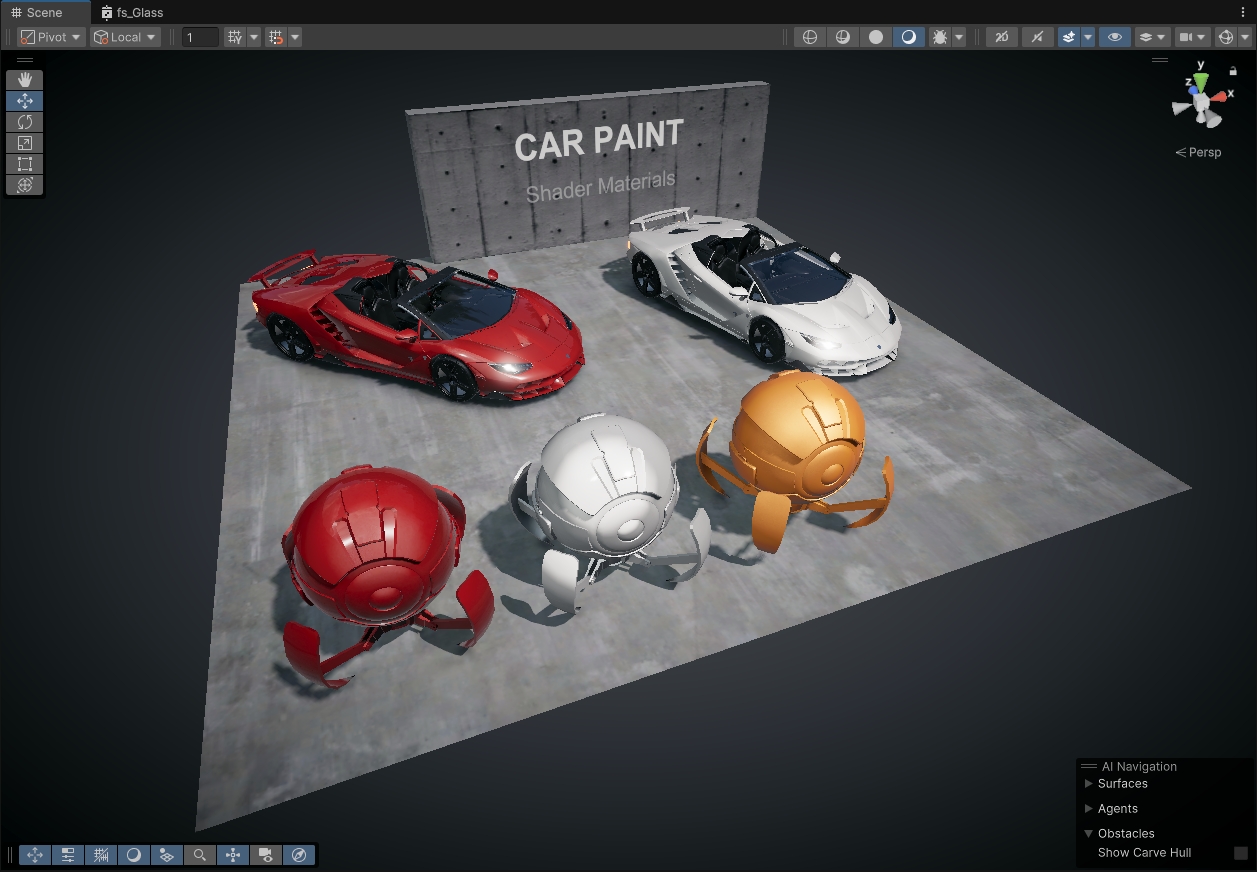 Scene
fs_Glass
Pivot
Local
1
2D
y
z
x
Persp
CAR PAINT
Shader Materials
AI Navigation
Surfaces
Agents
Obstacles
Show Carve Hull